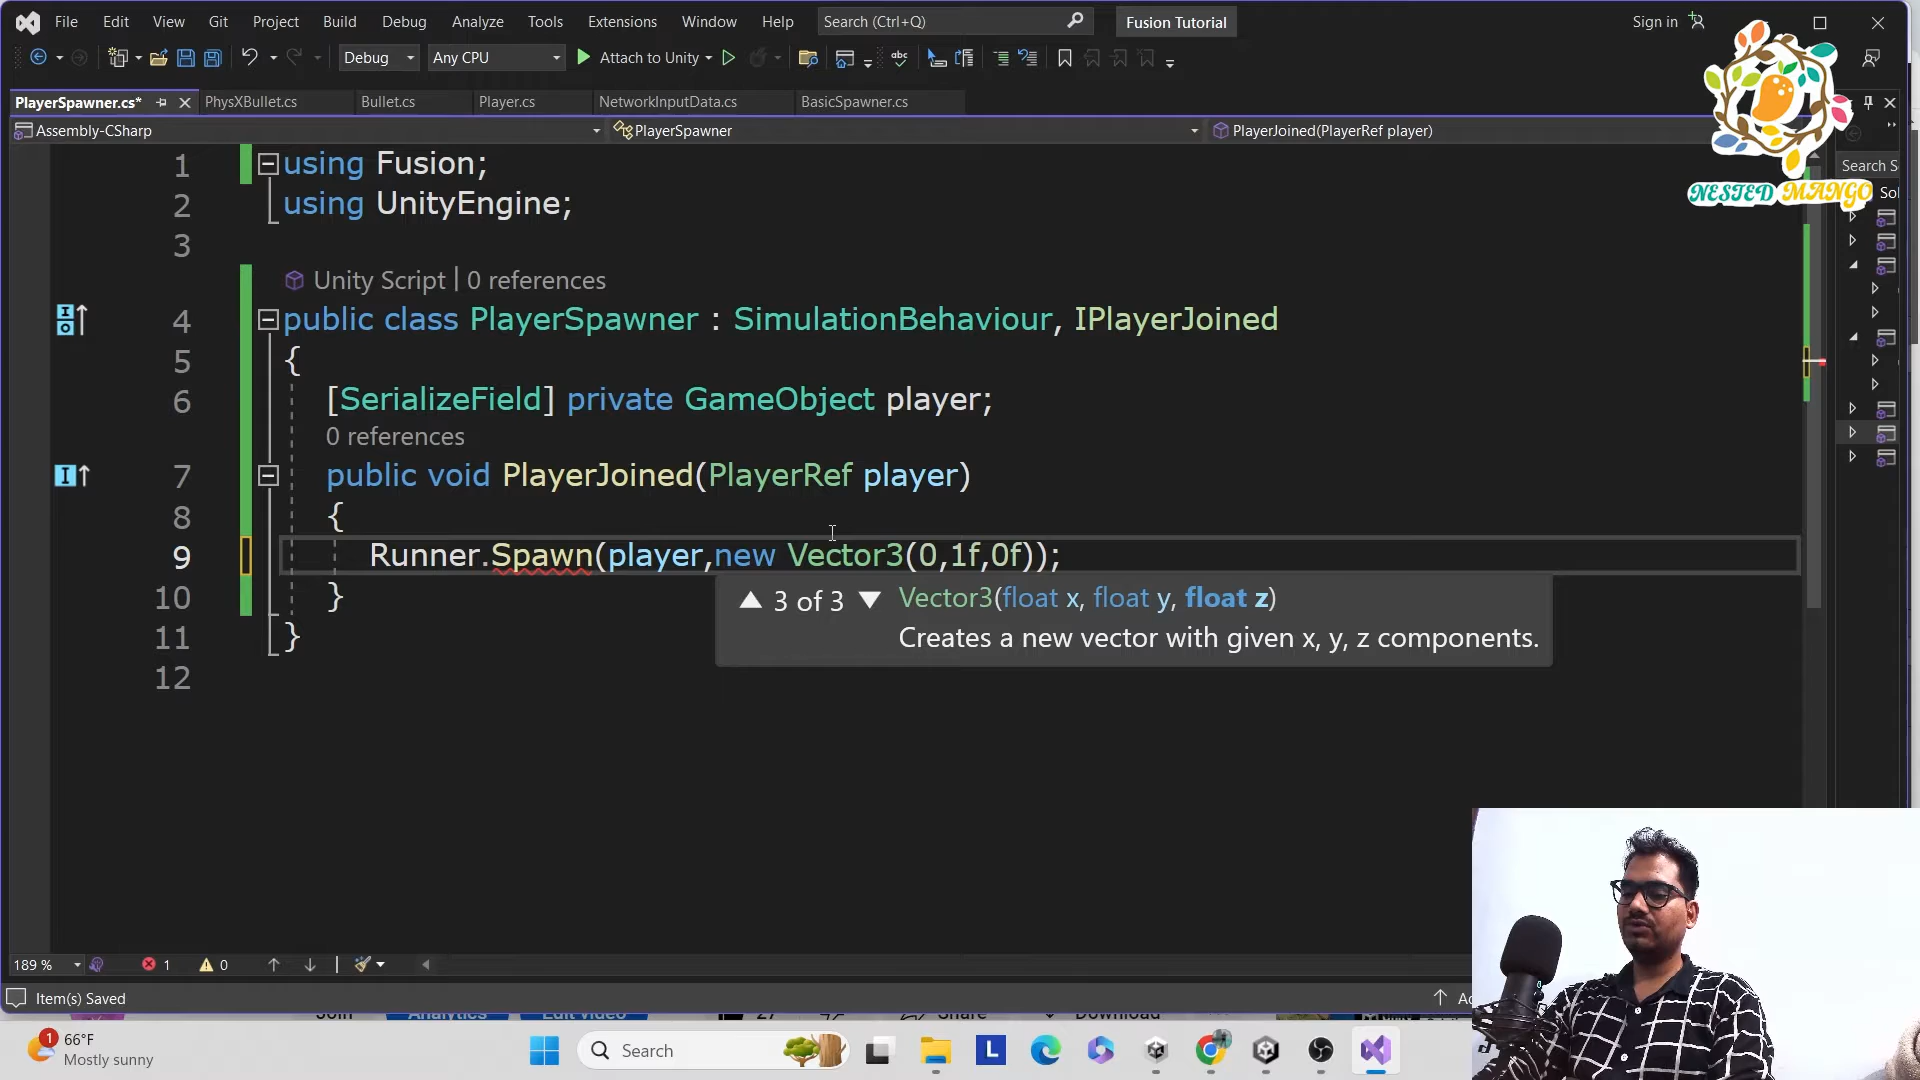 File Edit View Git Project Build Debug Test Analyze Tools Extensions Window Help Search (Ctrl+Q) Fusion Tutorial Sign in
Debug Any CPU Attach to Unity
PlayerSpawner.cs* PhysXBullet.cs Bullet.cs Player.cs NetworkInputData.cs BasicSpawner.cs
Assembly-CSharp PlayerSpawner PlayerJoined(PlayerRef player)
NESTED MANGO
Search S
Sol
1 using Fusion;
2 using UnityEngine;
3
Unity Script | 0 references
4 public class PlayerSpawner : SimulationBehaviour, IPlayerJoined
5 {
6 [SerializeField] private GameObject player;
0 references
7 public void PlayerJoined(PlayerRef player)
8 {
9 Runner.Spawn(player,new Vector3(0,1f,0f));
10 }
11 }
12
3 of 3 Vector3(float x, float y, float z)
Creates a new vector with given x, y, z components.
189 % 1 0
Item(s) Saved
66°F
Mostly sunny
Search